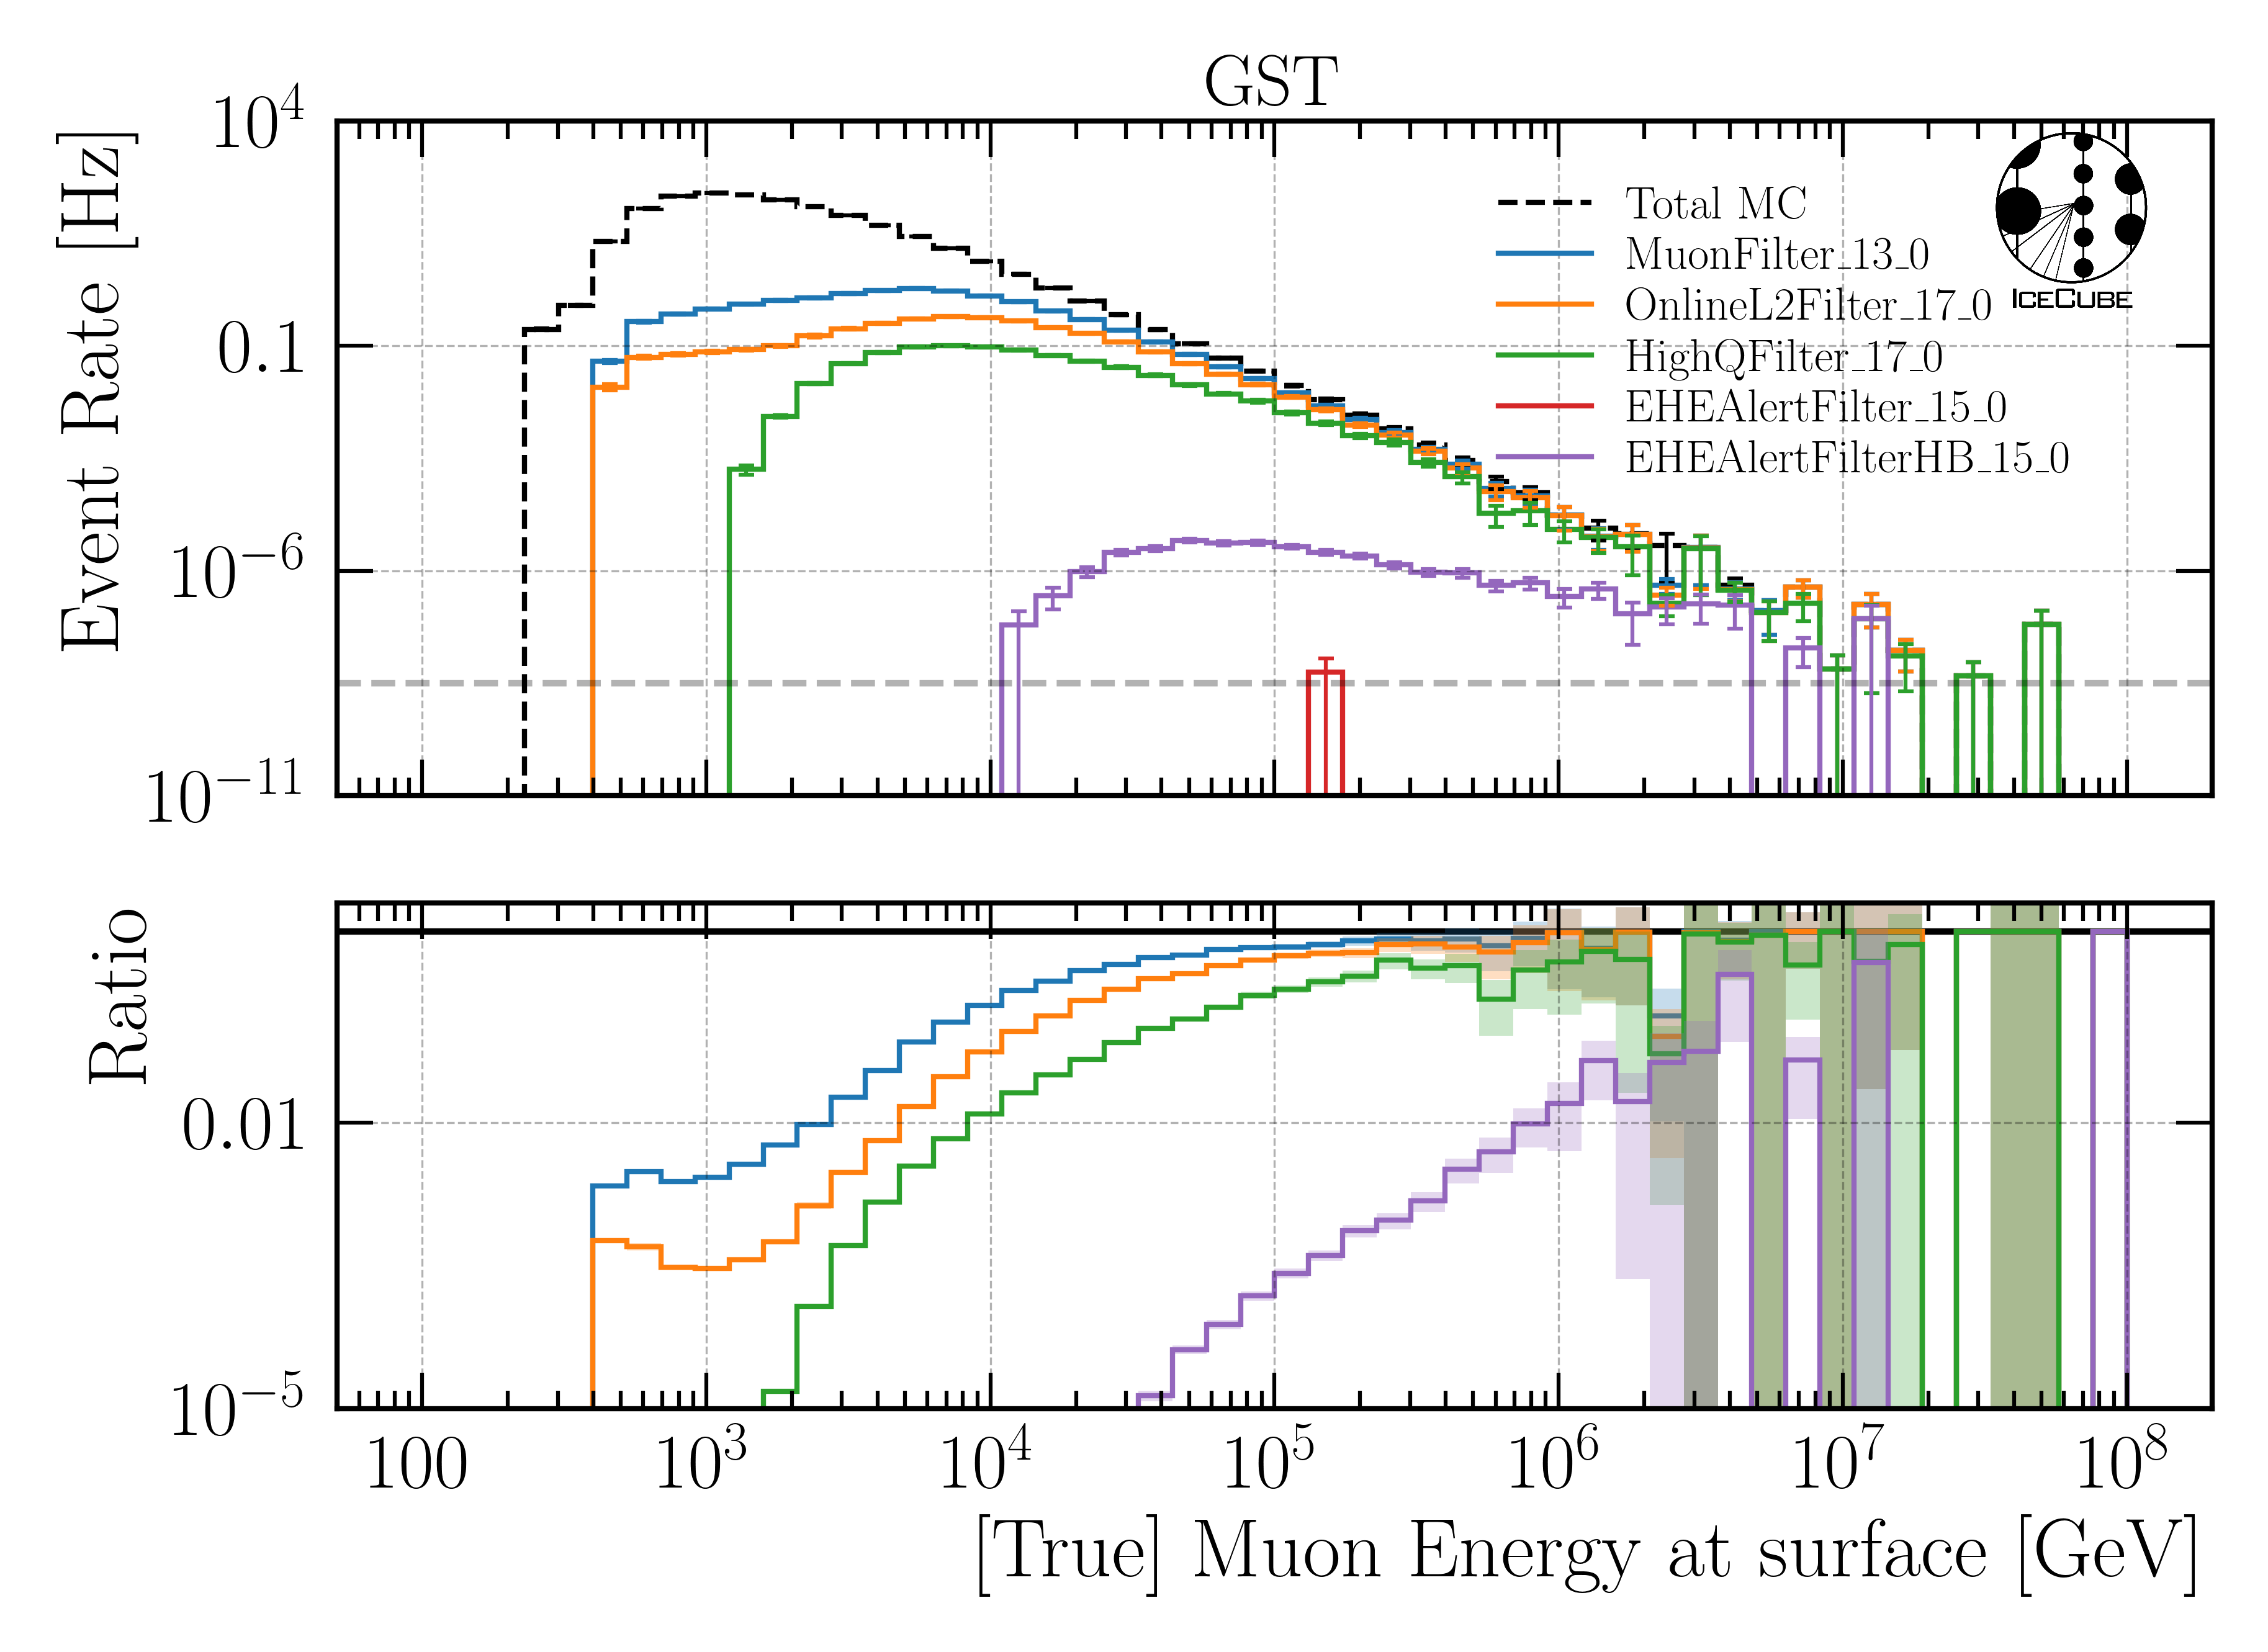 GST
10^4
0.1
10^−6
10^−11
Event Rate [Hz]
Total MC
MuonFilter_13_0
OnlineL2Filter_17_0
HighQFilter_17_0
EHEAlertFilter_15_0
EHEAlertFilterHB_15_0
ICECUBE
Ratio
0.01
10^−5
100 10^3 10^4 10^5 10^6 10^7 10^8
[True] Muon Energy at surface [GeV]